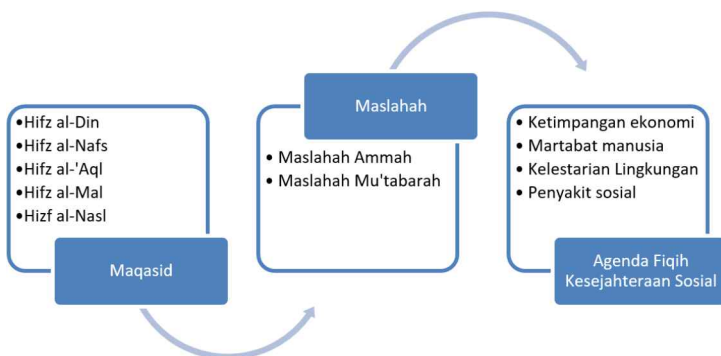 •Hifz al-Din
•Hifz al-Nafs
•Hifz al-'Aql
•Hifz al-Mal
•Hizf al-Nasl
Maqasid
Maslahah
• Maslahah Ammah
• Maslahah Mu'tabarah
• Ketimpangan ekonomi
• Martabat manusia
• Kelestarian Lingkungan
• Penyakit sosial
Agenda Fiqih
Kesejahteraan Sosial